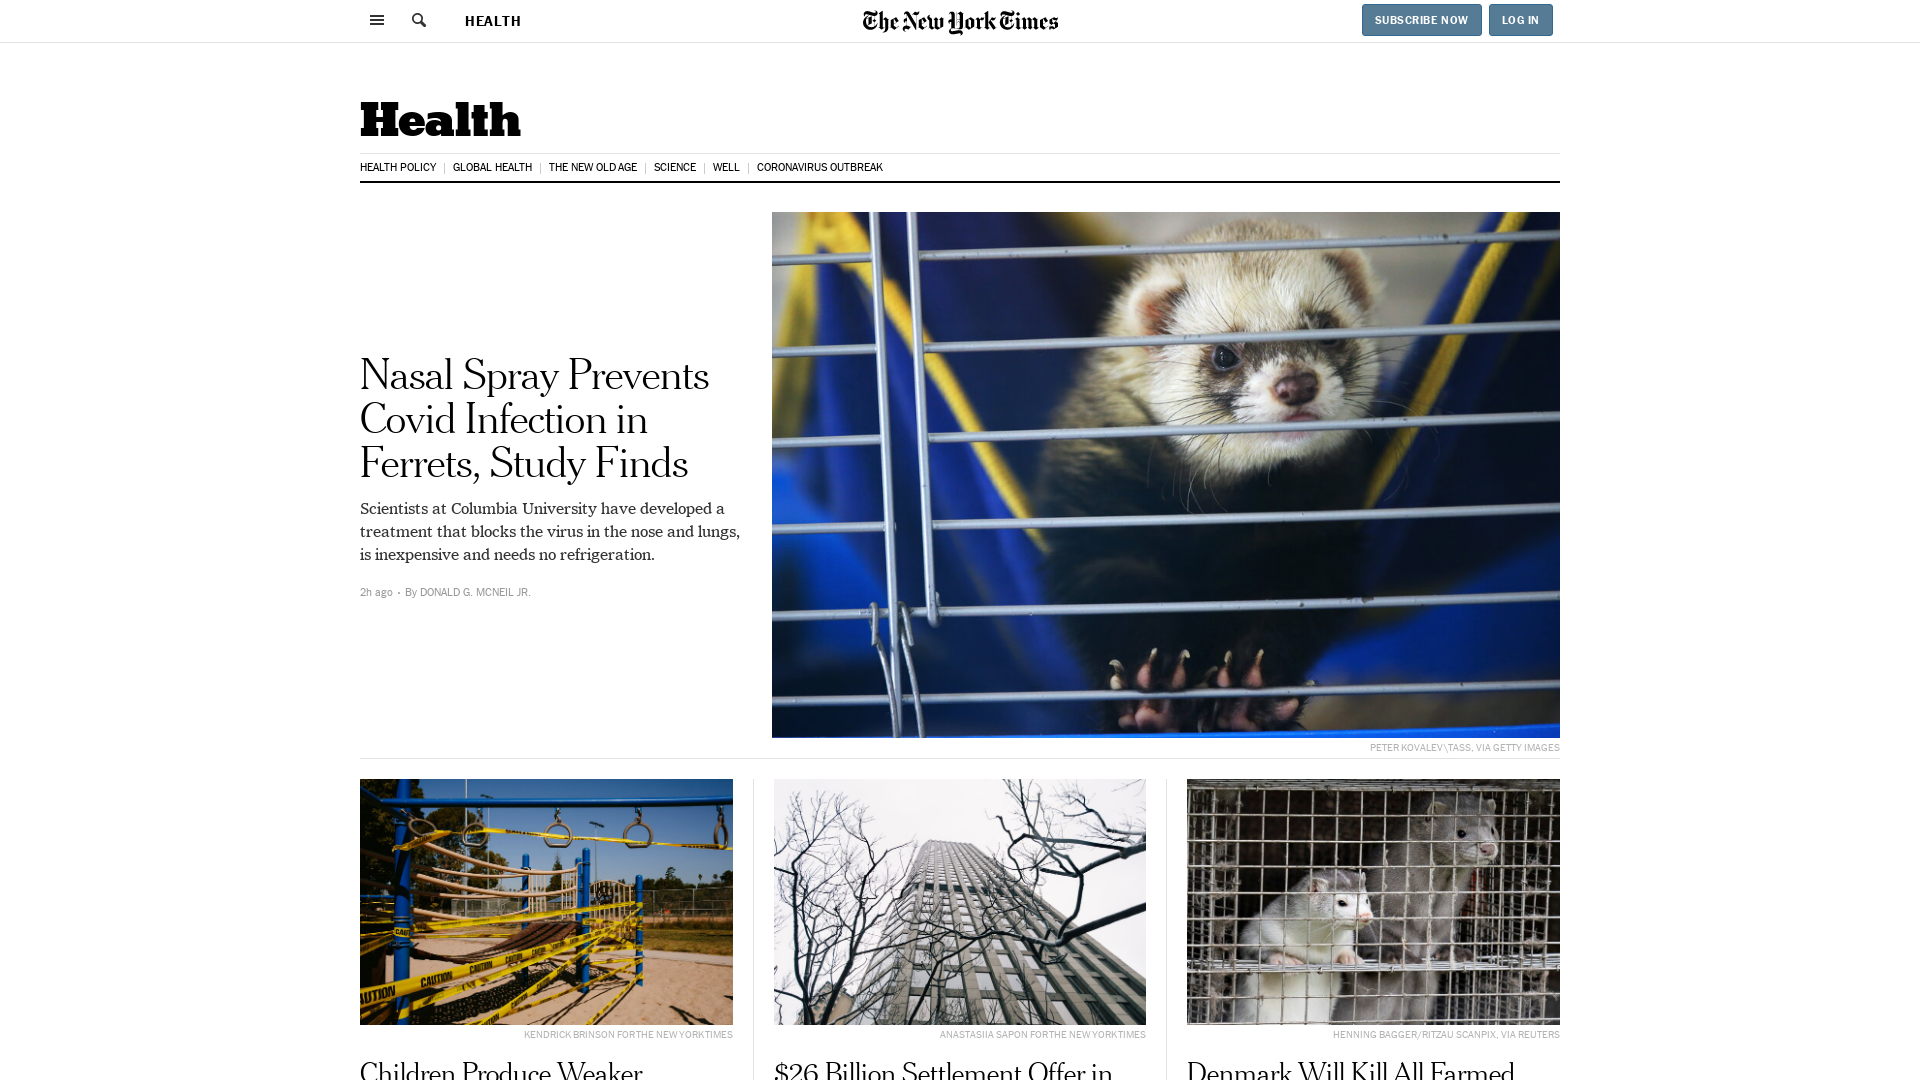 HEALTH
The New York Times
SUBSCRIBE NOW
LOG IN
Health
HEALTH POLICY
GLOBAL HEALTH
THE NEW OLD AGE
SCIENCE
WELL
CORONAVIRUS OUTBREAK
Nasal Spray Prevents
Covid Infection in
Ferrets, Study Finds
Scientists at Columbia University have developed a
treatment that blocks the virus in the nose and lungs,
is inexpensive and needs no refrigeration.
2h ago • By DONALD G. MCNEIL JR.
PETER KOVALEV\TASS, VIA GETTY IMAGES
CAUTION
CAUTION
CAUTION
CAUTION
KENDRICK BRINSON FOR THE NEW YORK TIMES
ANASTASIIA SAPON FOR THE NEW YORK TIMES
HENNING BAGGER/RITZAU SCANPIX, VIA REUTERS
Children Produce Weaker
$26 Billion Settlement Offer in
Denmark Will Kill All Farmed